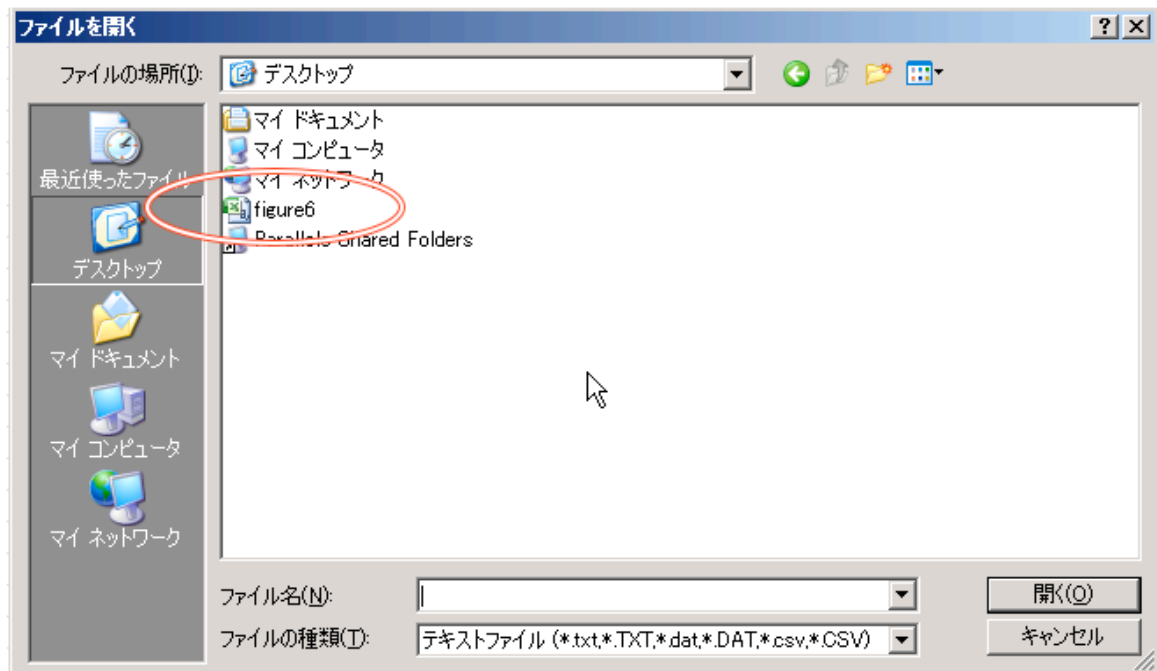 ファイルを開く
ファイルの場所(I):
デスクトップ
マイ ドキュメント
マイ コンピュータ
マイ ネットワーク
figure6
Parallels Shared Folders
最近使ったファイル
デスクトップ
マイ ドキュメント
マイ コンピュータ
マイ ネットワーク
ファイル名(N):
開く(O)
ファイルの種類(T):
テキストファイル (*.txt,*.TXT,*.dat,*.DAT,*.csv,*.CSV)
キャンセル